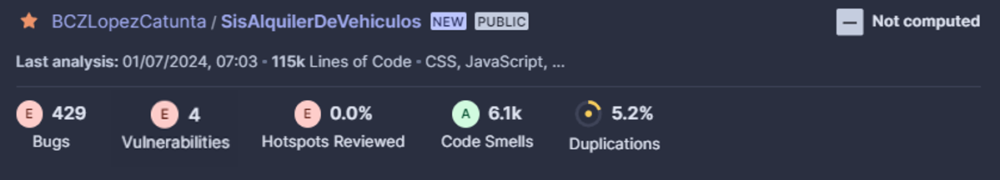 BCZLopezCatunta / SisAlquilerDeVehiculos NEW PUBLIC Not computed
Last analysis: 01/07/2024, 07:03 • 115k Lines of Code • CSS, JavaScript, ...
E 429 E 4 E 0.0% A 6.1k 5.2%
Bugs Vulnerabilities Hotspots Reviewed Code Smells Duplications